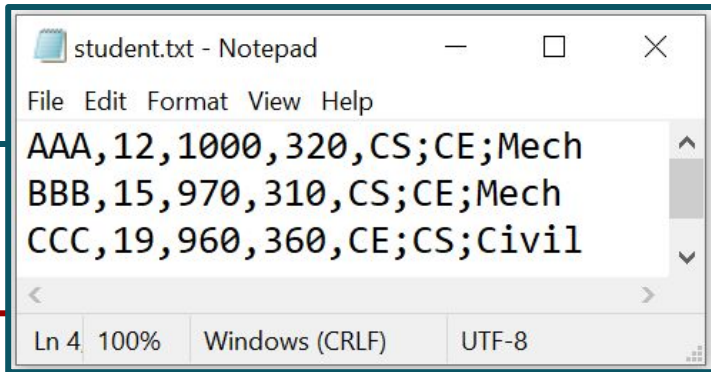 student.txt - Notepad
File Edit Format View Help
AAA,12,1000,320,CS;CE;Mech
BBB,15,970,310,CS;CE;Mech
CCC,19,960,360,CE;CS;Civil
Ln 4 100% Windows (CRLF) UTF-8